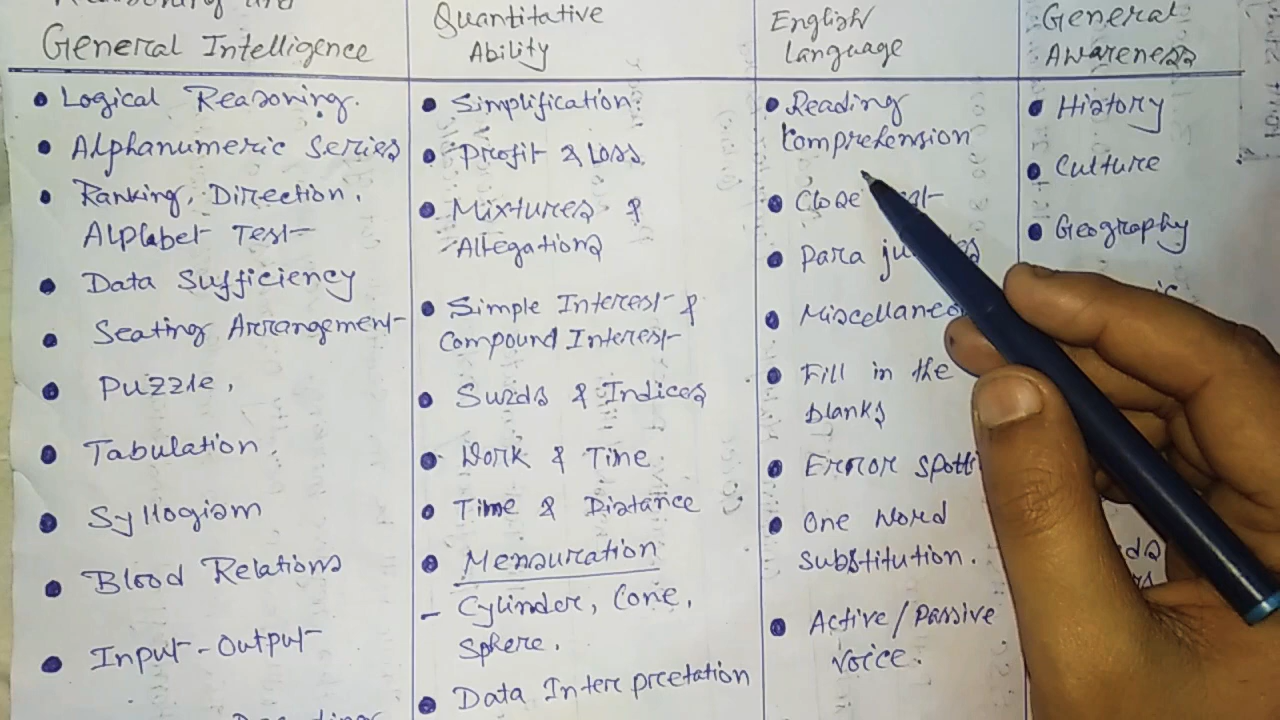 General Intelligence
• Logical Reasoning.
• Alphanumeric Series
• Ranking, Direction,
Alphabet Test
• Data Sufficiency
• Seating Arrangement
• Puzzle,
• Tabulation.
• Syllogism
• Blood Relations
• Input-Output
Quantitative
Ability
• Simplification.
• Profit & Loss.
• Mixtures &
Allegations
• Simple Interest &
Compound Interest
• Surds & Indices
• Work & Time.
• Time & Distance
• Mensuration
- Cylinder, Cone,
Sphere.
• Data Interpretation
English
Language
• Reading
Comprehension
• Close
• Para
• Fill in the
blanks
• Error
• One Word
Substitution.
• Active/Passive
Voice.
General
Awareness
• History
• Culture
• Geography